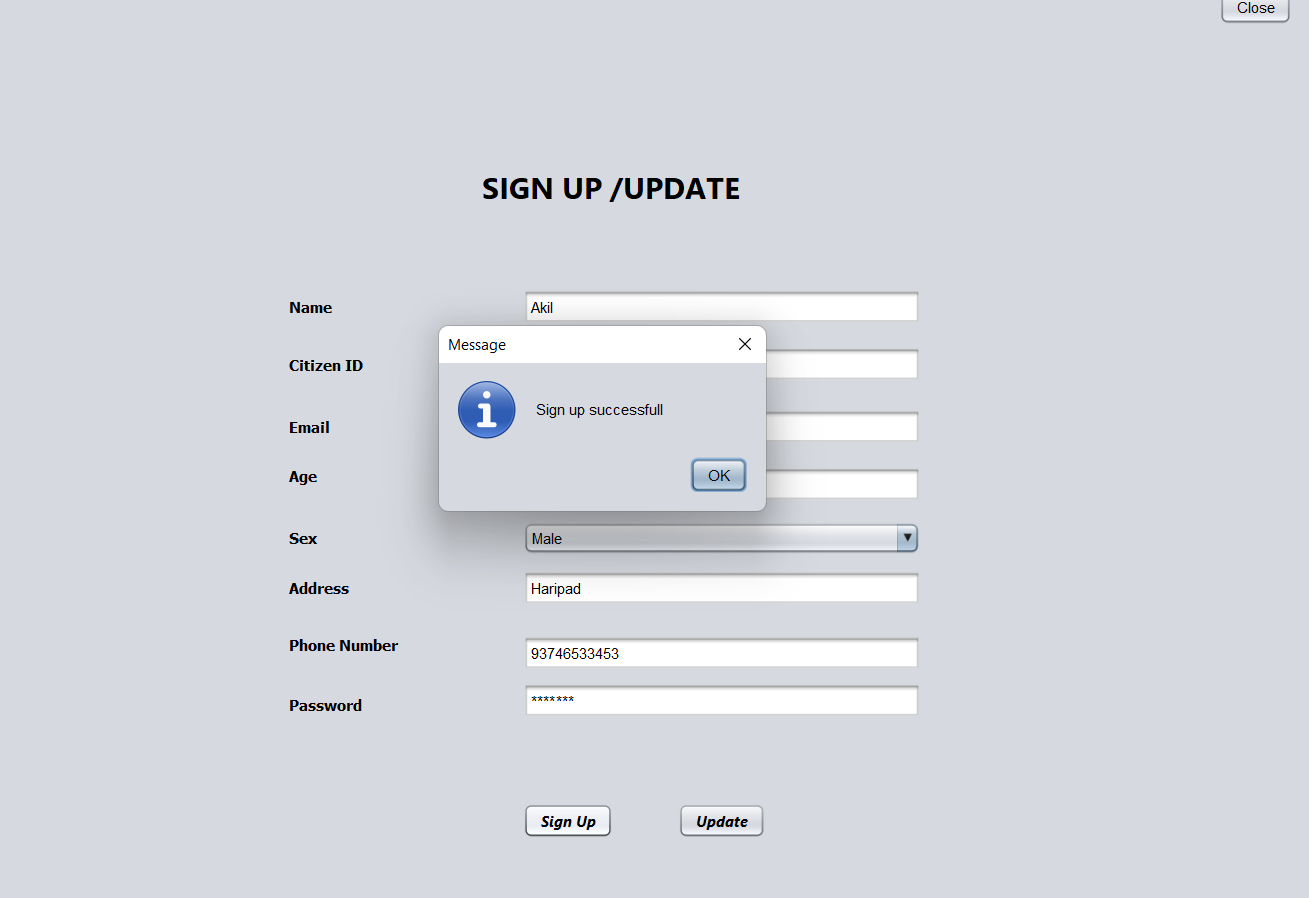 Close
SIGN UP /UPDATE
Name
Akil
Message
Citizen ID
Sign up successfull
Email
Age
OK
Sex
Male
Address
Haripad
Phone Number
93746533453
Password
*******
Sign Up
Update